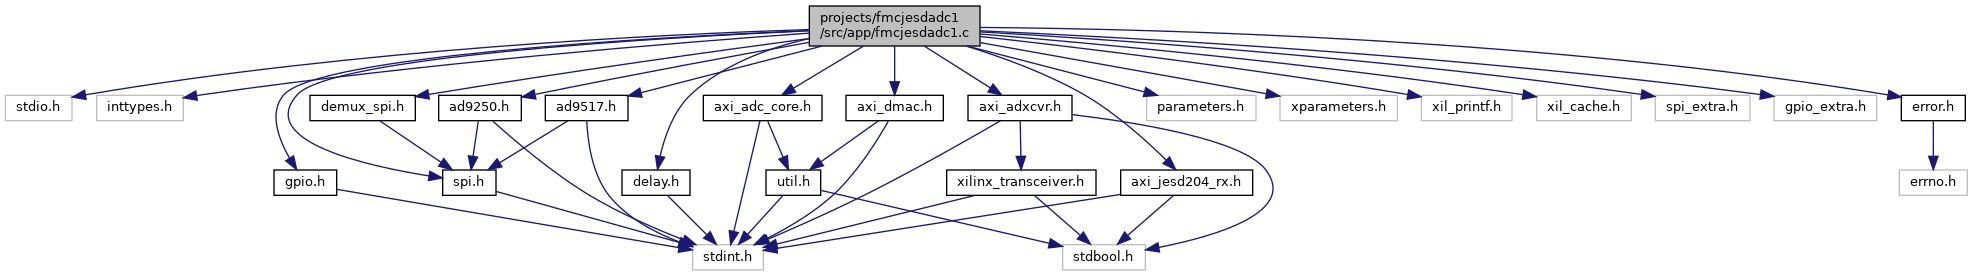 projects/fmcjesdadc1
/src/app/fmcjesdadc1.c
stdio.h
inttypes.h
demux_spi.h
ad9250.h
ad9517.h
axi_adc_core.h
axi_dmac.h
axi_adxcvr.h
parameters.h
xparameters.h
xil_printf.h
xil_cache.h
spi_extra.h
gpio_extra.h
error.h
gpio.h
spi.h
delay.h
util.h
xilinx_transceiver.h
axi_jesd204_rx.h
errno.h
stdint.h
stdbool.h